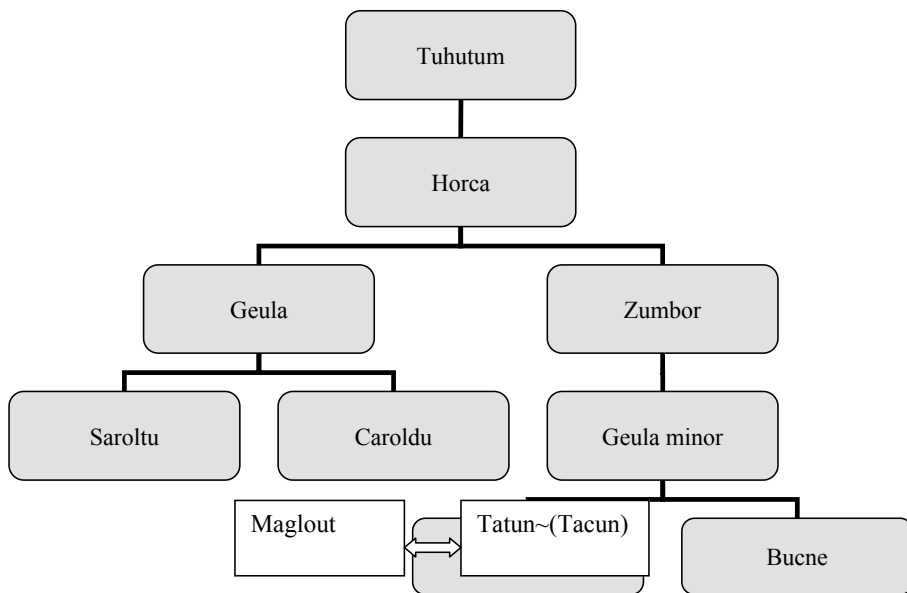 Tuhutum
Horca
Geula
Zumbor
Saroltu
Caroldu
Geula minor
Maglout
Tatun~(Tacun)
Bucne